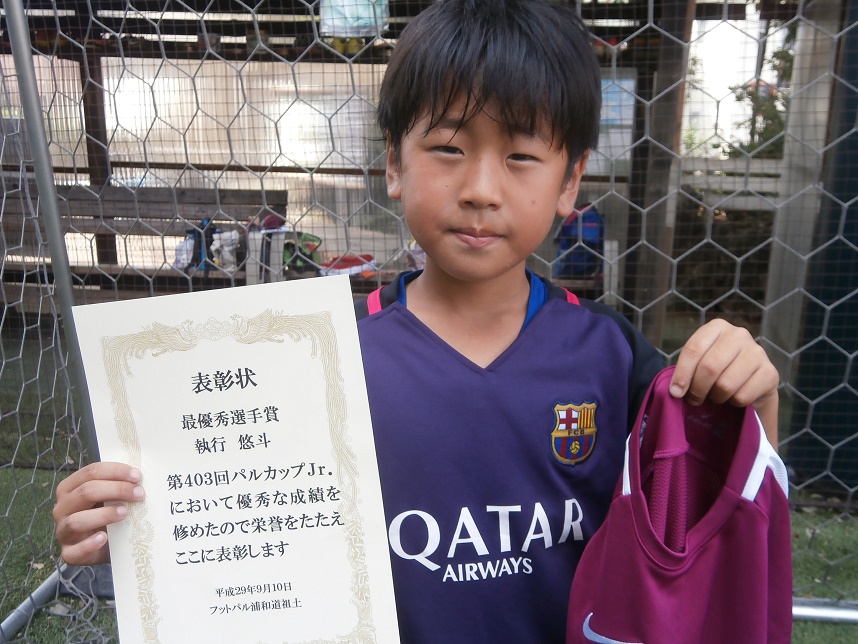 表彰状
最優秀選手賞
執行 悠斗
第403回パルカップJr.
において優秀な成績を
修めたので栄誉をたたえ
ここに表彰します
平成29年9月10日
フットパル浦和道祖土
FCB
QATAR
AIRWAYS